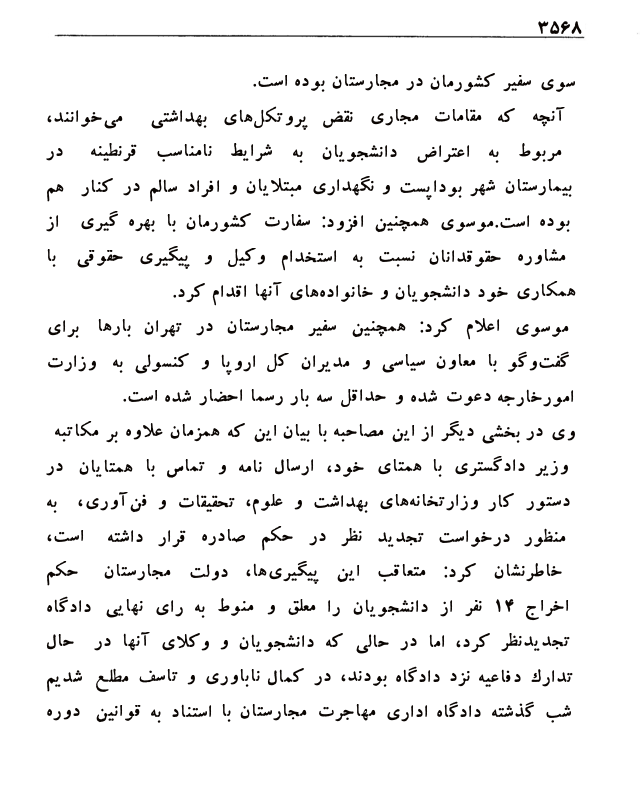 ۳۵۶۸
سوی سفیر کشورمان در مجارستان بوده است.
آنچه که مقامات مجاری نقض پروتکل‌های بهداشتی می‌خوانند،
مربوط به اعتراض دانشجویان به شرایط نامناسب قرنطینه در
بیمارستان شهر بوداپست و نگهداری مبتلایان و افراد سالم در کنار هم
بوده است.موسوی همچنین افزود: سفارت کشورمان با بهره گیری از
مشاوره حقوقدانان نسبت به استخدام وکیل و پیگیری حقوقی با
همکاری خود دانشجویان و خانواده‌های آنها اقدام کرد.
موسوی اعلام کرد: همچنین سفیر مجارستان در تهران بارها برای
گفت‌وگو با معاون سیاسی و مدیران کل اروپا و کنسولی به وزارت
امورخارجه دعوت شده و حداقل سه بار رسما احضار شده است.
وی در بخشی دیگر از این مصاحبه با بیان این که همزمان علاوه بر مکاتبه
وزیر دادگستری با همتای خود، ارسال نامه و تماس با همتایان در
دستور کار وزارتخانه‌های بهداشت و علوم، تحقیقات و فن‌آوری، به
منظور درخواست تجدید نظر در حکم صادره قرار داشته است،
خاطرنشان کرد: متعاقب این پیگیری‌ها، دولت مجارستان حکم
اخراج ۱۴ نفر از دانشجویان را معلق و منوط به رای نهایی دادگاه
تجدیدنظر کرد، اما در حالی که دانشجویان و وکلای آنها در حال
تدارك دفاعیه نزد دادگاه بودند، در کمال ناباوری و تاسف مطلع شدیم
شب گذشته دادگاه اداری مهاجرت مجارستان با استناد به قوانین دوره